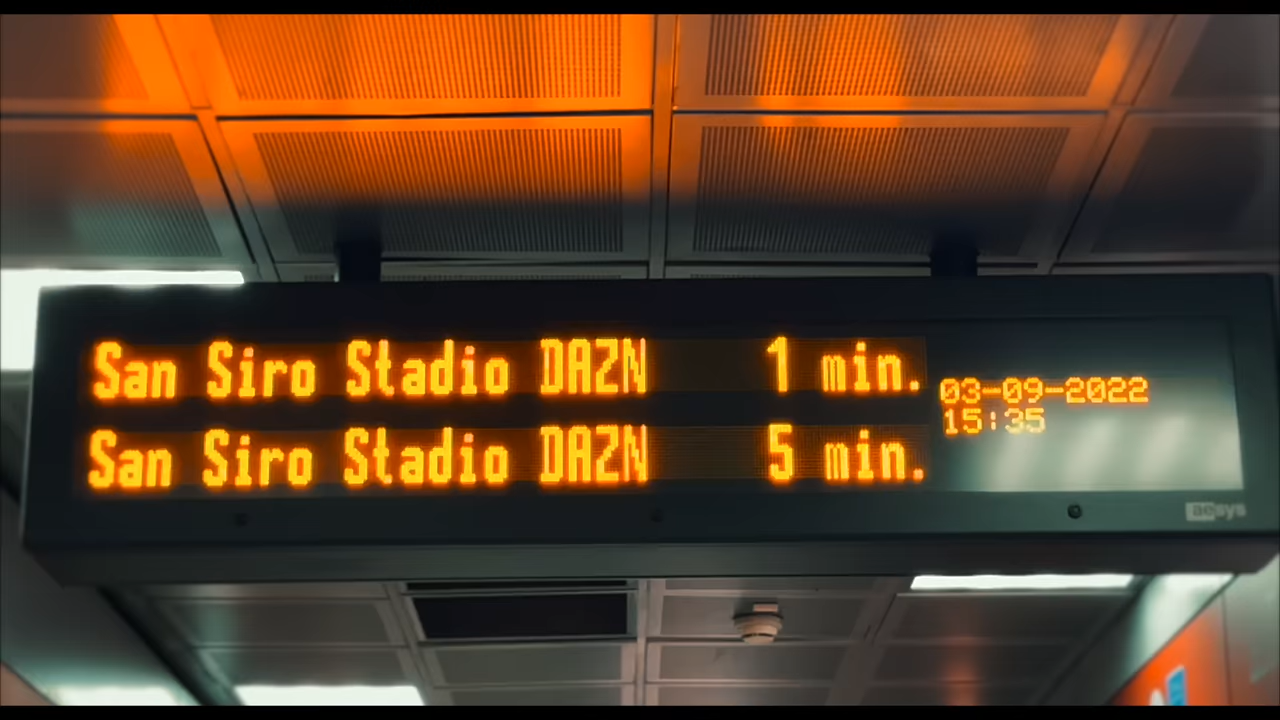 San Siro Stadio DAZN 1 min.
San Siro Stadio DAZN 5 min.
03-09-2022
15:35
aesys